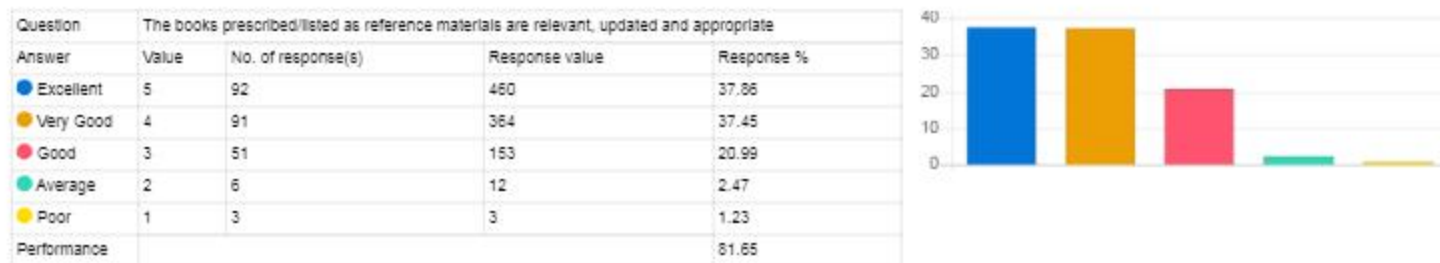 Question The books prescribed/listed as reference materials are relevant, updated and appropriate
Answer Value No. of response(s) Response value Response %
Excellent 5 92 460 37.86
Very Good 4 91 364 37.45
Good 3 51 153 20.99
Average 2 6 12 2.47
Poor 1 3 3 1.23
Performance 81.65
40
30
20
10
0